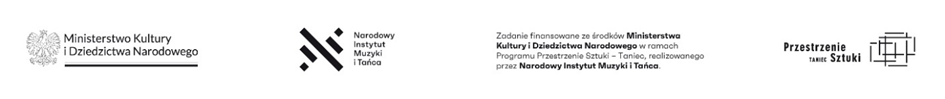 Ministerstwo Kultury
i Dziedzictwa Narodowego
Narodowy
Instytut
Muzyki
i Tańca
Zadanie finansowane ze środków Ministerstwa
Kultury i Dziedzictwa Narodowego w ramach
Programu Przestrzenie Sztuki – Taniec, realizowanego
przez Narodowy Instytut Muzyki i Tańca.
Przestrzenie
TANIEC Sztuki